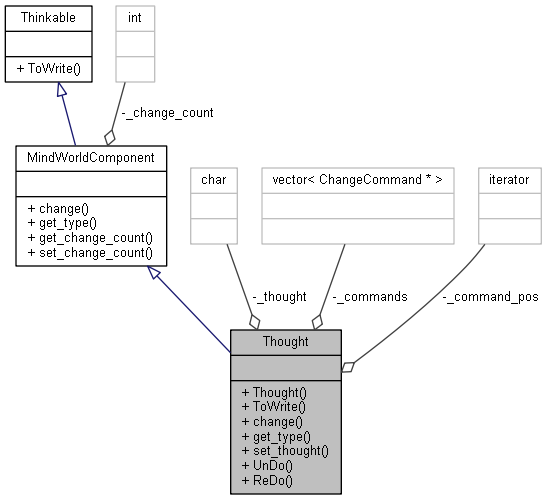 Thinkable
+ ToWrite()
int
-_change_count
MindWorldComponent
+ change()
+ get_type()
+ get_change_count()
+ set_change_count()
char
vector< ChangeCommand * >
iterator
-_thought
-_commands
-_command_pos
Thought
+ Thought()
+ ToWrite()
+ change()
+ get_type()
+ set_thought()
+ UnDo()
+ ReDo()